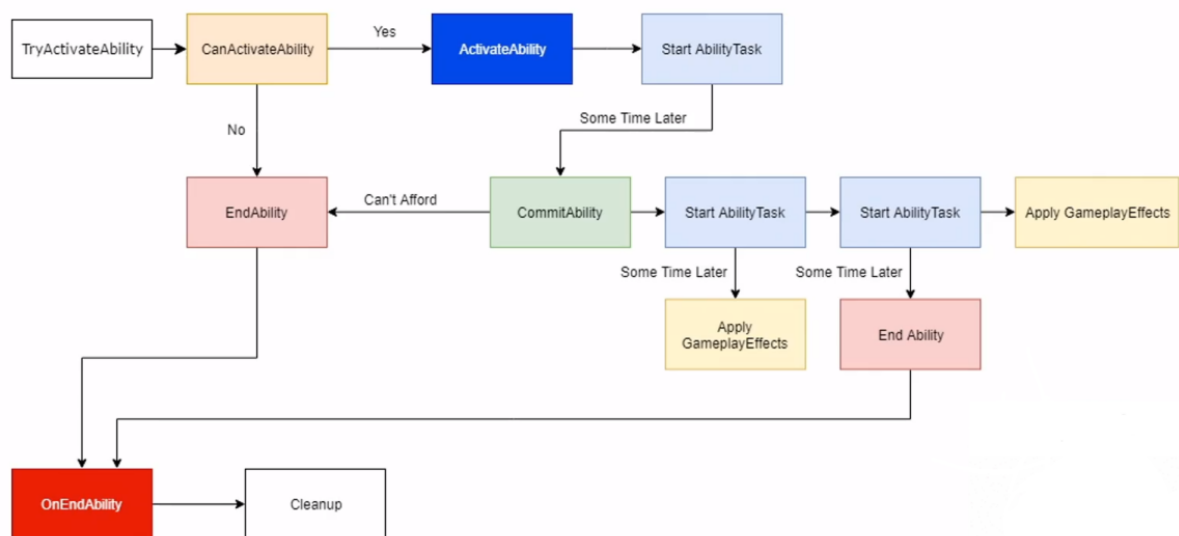 TryActivateAbility
CanActivateAbility
Yes
ActivateAbility
Start AbilityTask
No
Some Time Later
EndAbility
Can't Afford
CommitAbility
Start AbilityTask
Start AbilityTask
Apply GameplayEffects
Some Time Later
Some Time Later
Apply
GameplayEffects
End Ability
OnEndAbility
Cleanup